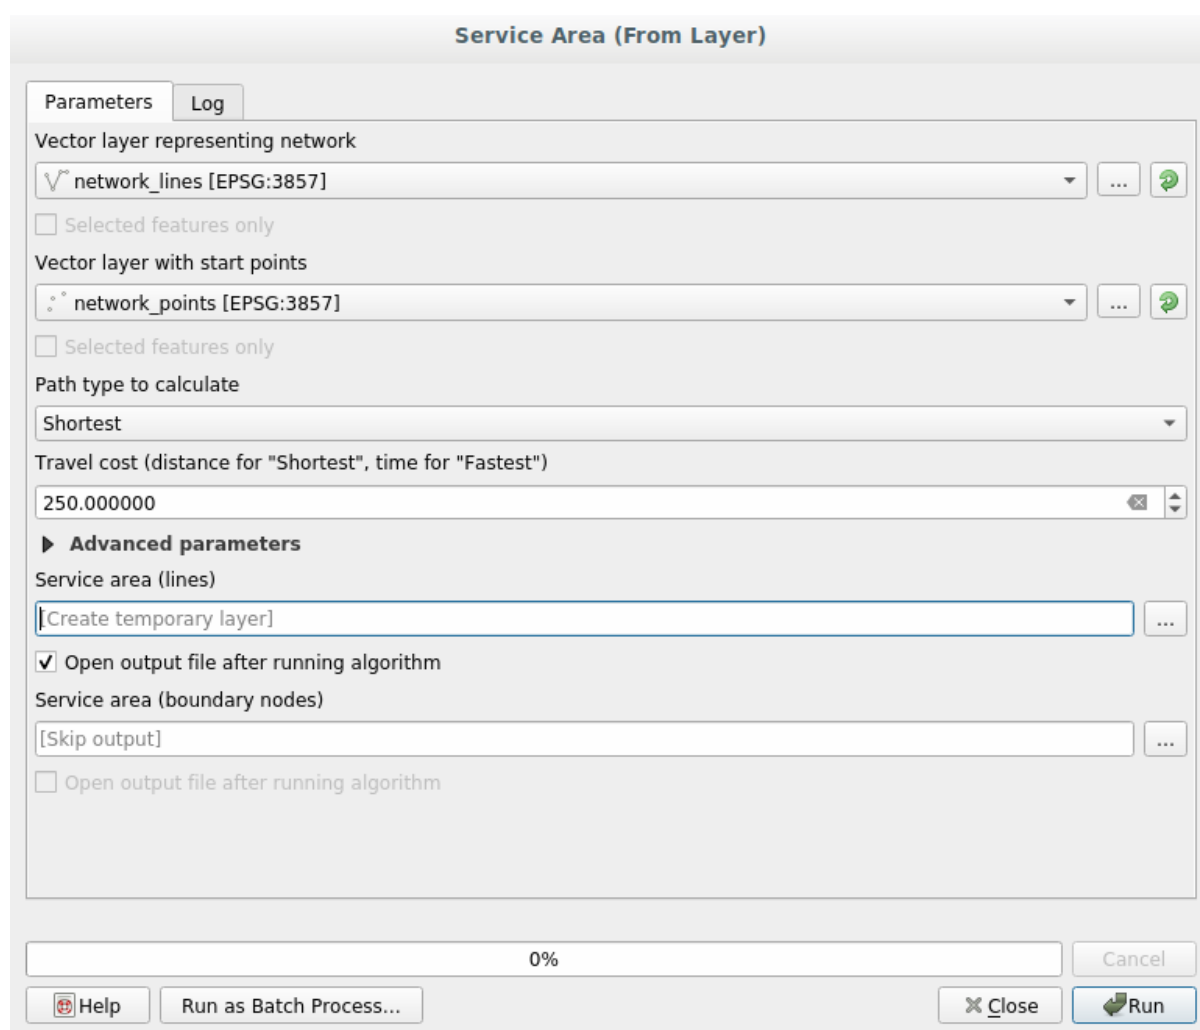 Service Area (From Layer)
Parameters Log
Vector layer representing network
network_lines [EPSG:3857] ...
Selected features only
Vector layer with start points
network_points [EPSG:3857] ...
Selected features only
Path type to calculate
Shortest
Travel cost (distance for "Shortest", time for "Fastest")
250.000000
Advanced parameters
Service area (lines)
[Create temporary layer] ...
Open output file after running algorithm
Service area (boundary nodes)
[Skip output] ...
Open output file after running algorithm
0% Cancel
Help Run as Batch Process... Close Run